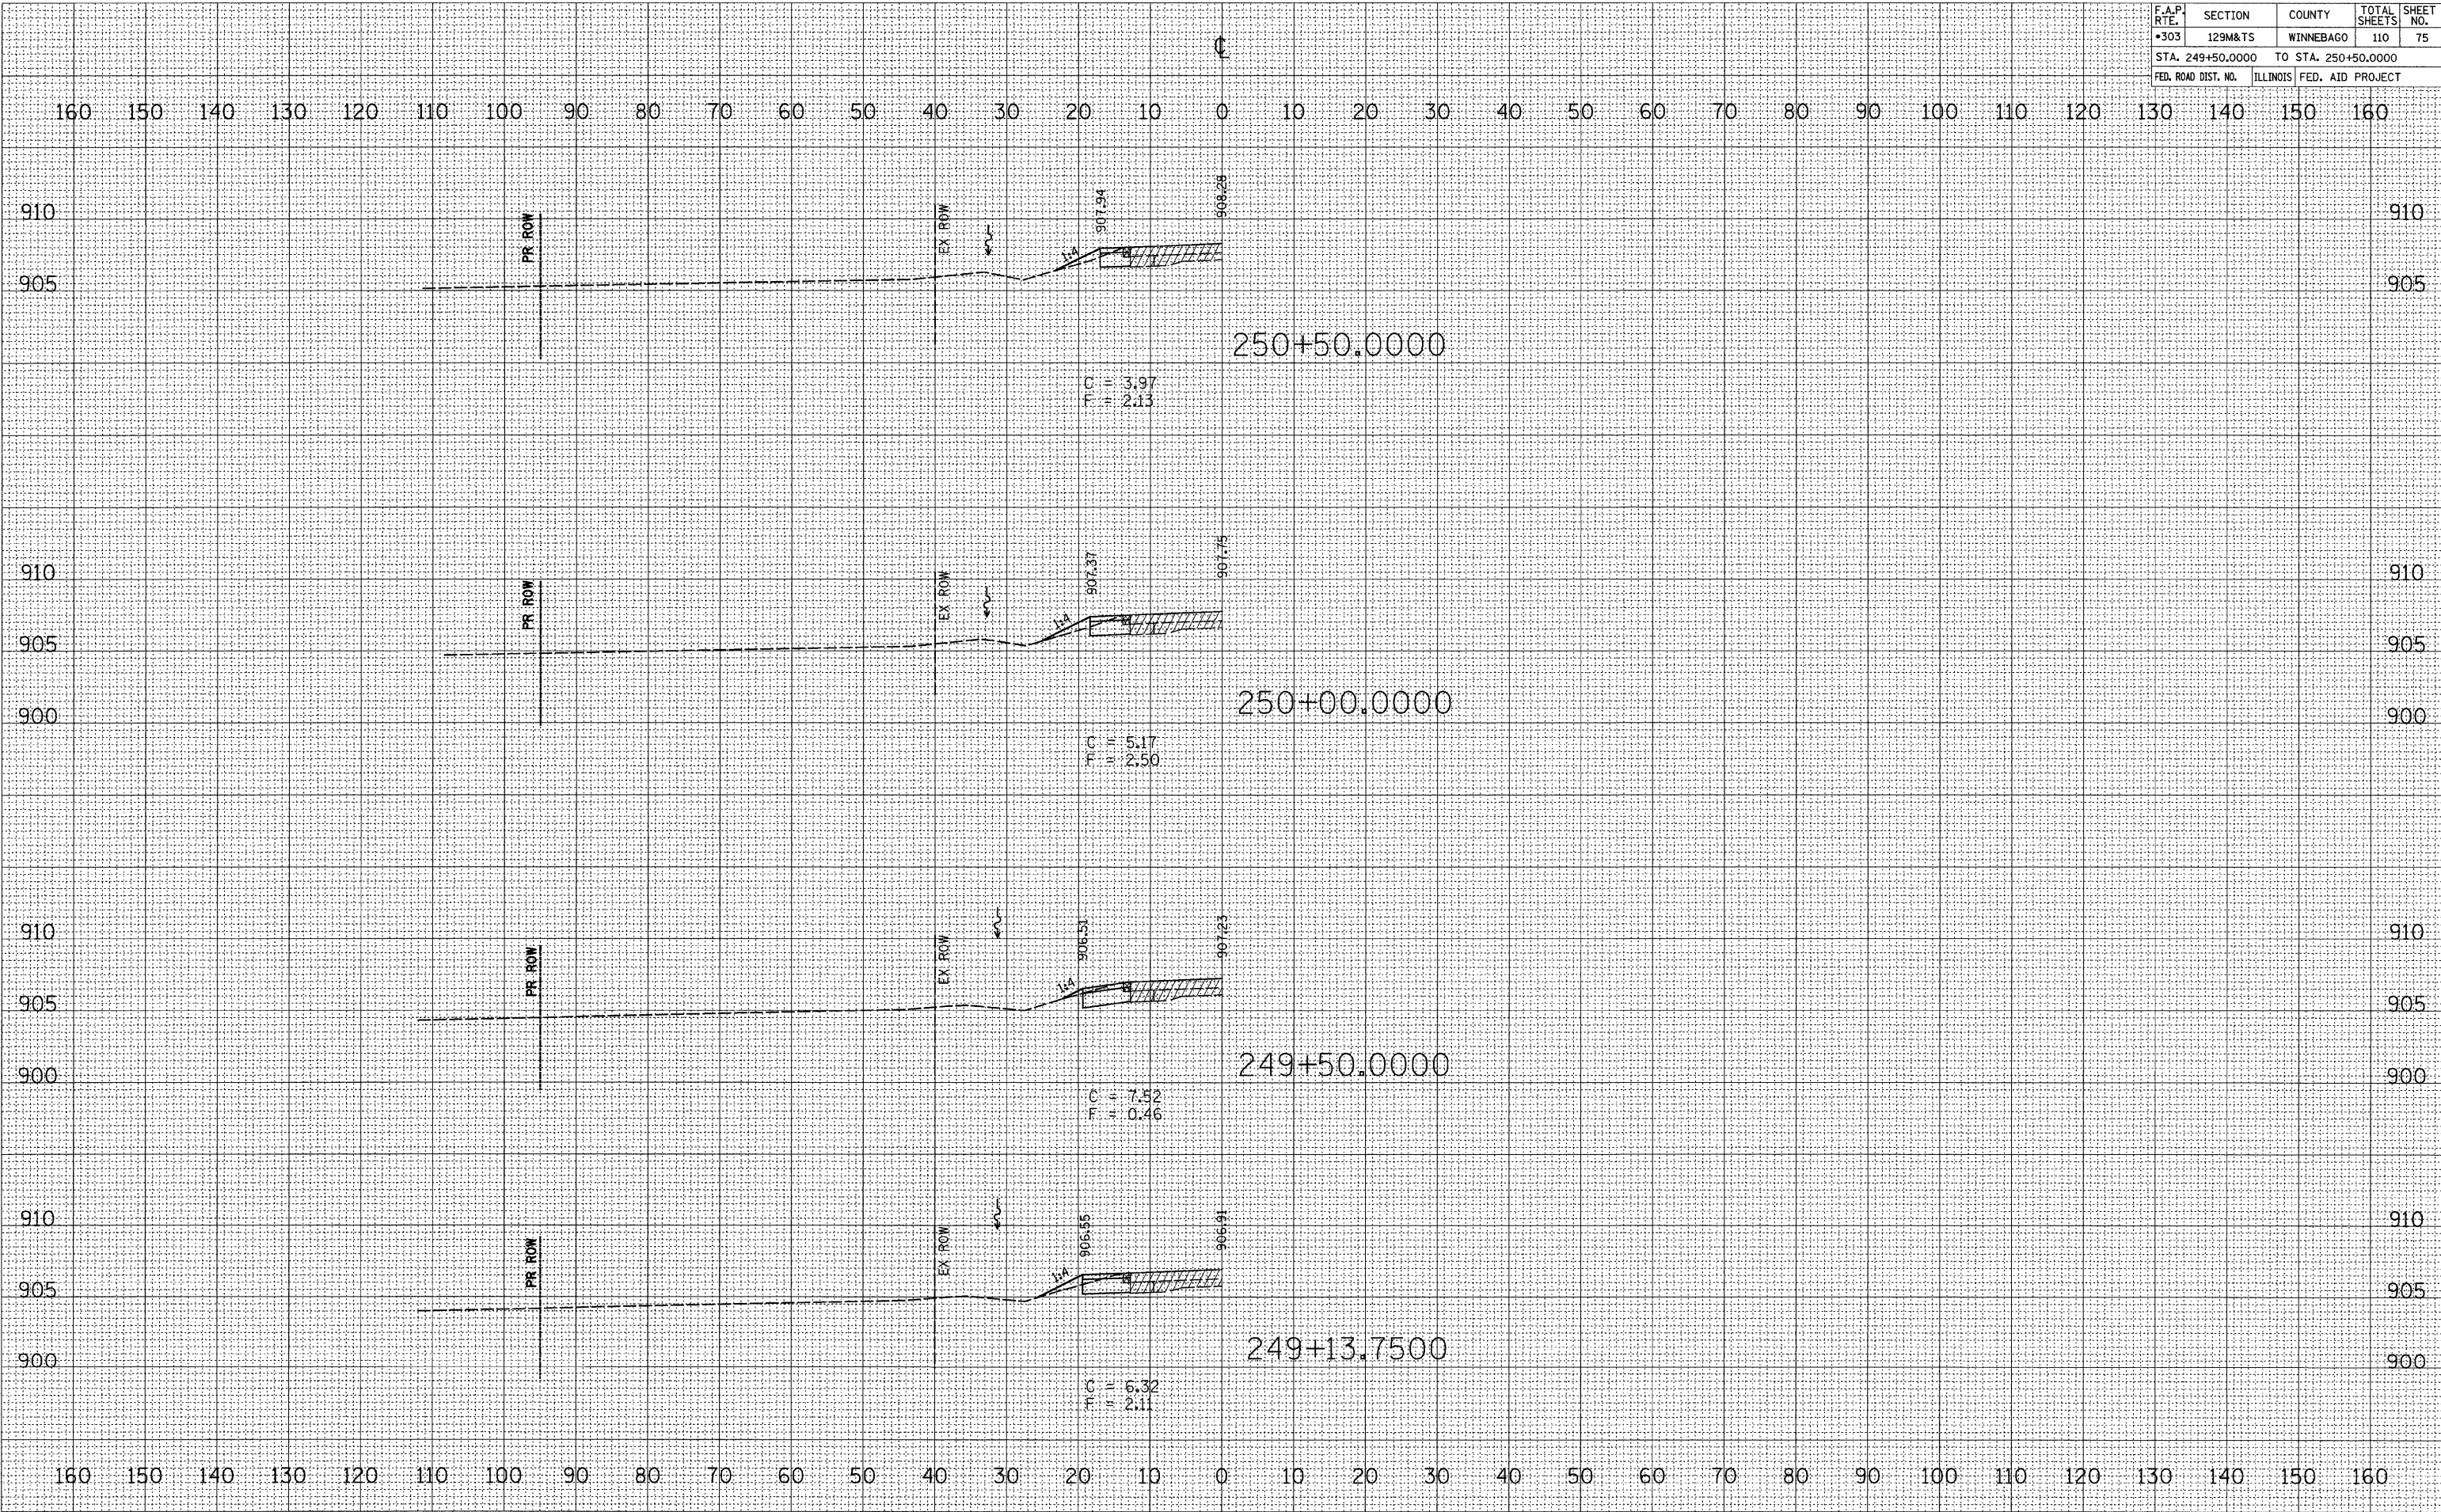 F.A.P. RTE. SECTION COUNTY TOTAL SHEETS SHEET NO.
*303 129M&TS WINNEBAGO 110 75
STA. 249+50.0000 TO STA. 250+50.0000
FED. ROAD DIST. NO. ILLINOIS FED. AID PROJECT
℄
160 150 140 130 120 110 100 90 80 70 60 50 40 30 20 10 0 10 20 30 40 50 60 70 80 90 100 110 120 130 140 150 160
907.94 908.28
910 PR ROW EX ROW 1:4 910
905 905
250+50.0000
C = 3.97
F = 2.13
907.37 907.75
910 PR ROW EX ROW 1:4 910
905 905
900 250+00.0000 900
C = 5.17
F = 2.50
906.51 907.23
910 PR ROW EX ROW 1:4 910
905 905
900 249+50.0000 900
C = 7.52
F = 0.46
906.55 906.91
910 PR ROW EX ROW 1:4 910
905 905
900 249+13.7500 900
C = 6.32
F = 2.11
160 150 140 130 120 110 100 90 80 70 60 50 40 30 20 10 0 10 20 30 40 50 60 70 80 90 100 110 120 130 140 150 160